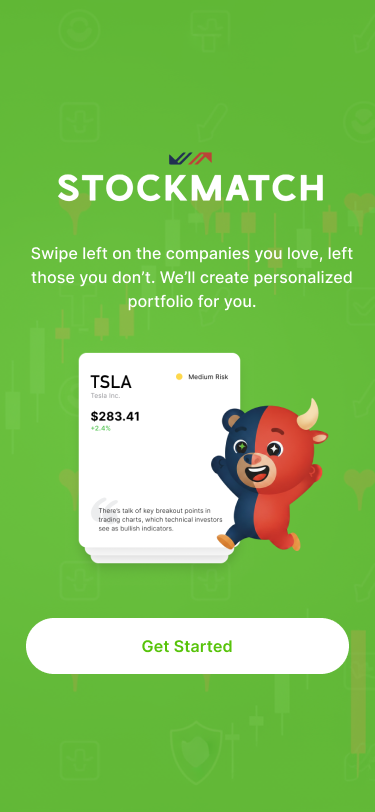 STOCKMATCH
Swipe left on the companies you love, left
those you don't. We'll create personalized
portfolio for you.
TSLA
Medium Risk
Tesla Inc.
$283.41
+2.4%
There's talk of key breakout points in
trading charts, which technical investors
see as bullish indicators.
Get Started